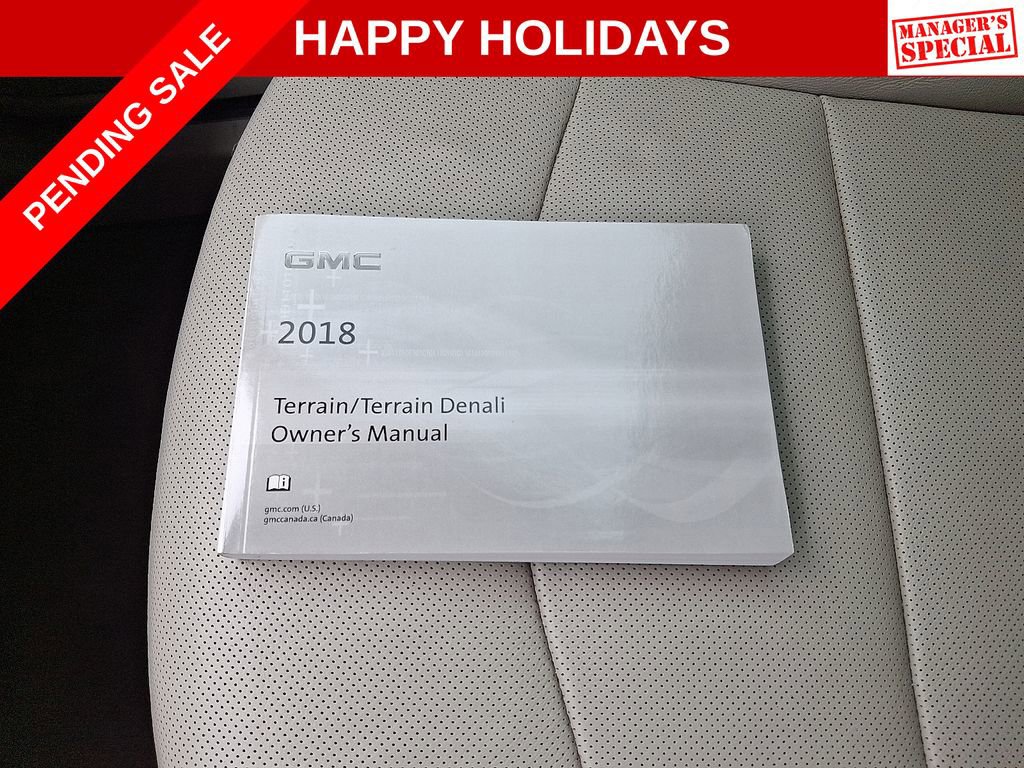 HAPPY HOLIDAYS
MANAGER'S
SPECIAL
PENDING SALE
GMC
2018
Terrain/Terrain Denali
Owner's Manual
i
gmc.com (U.S.)
gmccanada.ca (Canada)